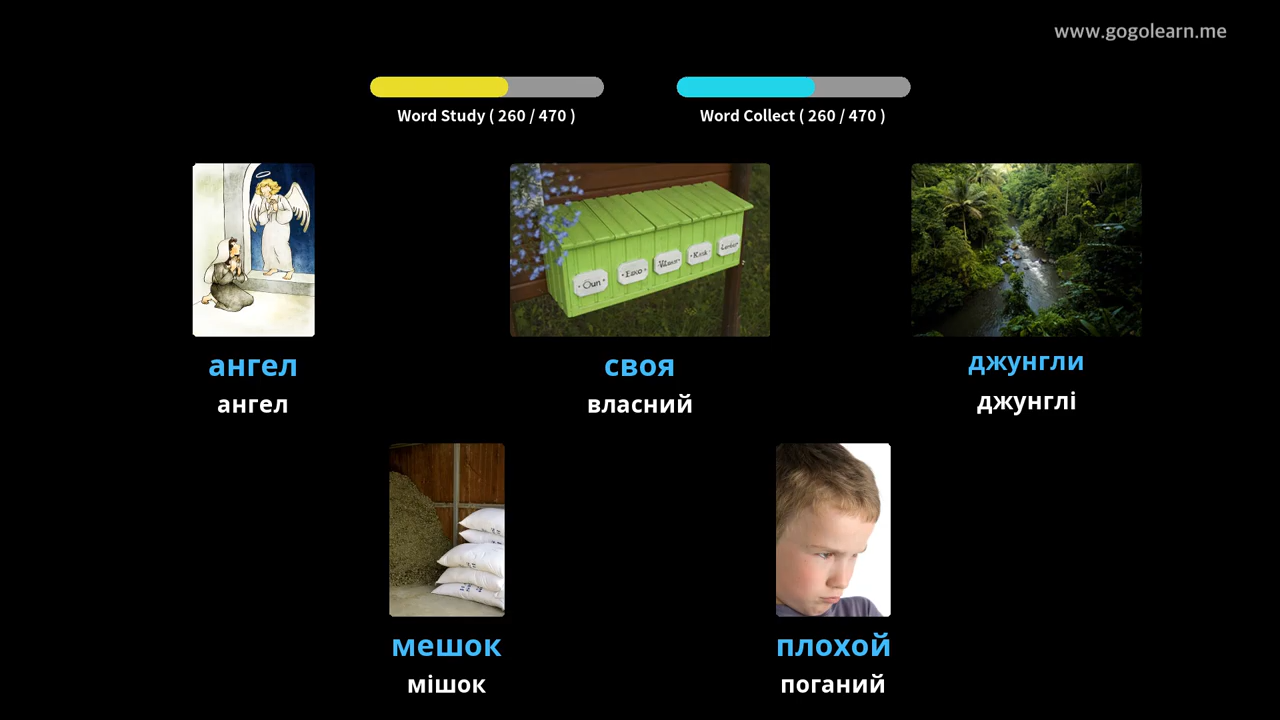 www.gogolearn.me
Word Study ( 260 / 470 )
Word Collect ( 260 / 470 )
Oun
ангел
ангел
своя
власний
джунгли
джунглі
мешок
мішок
плохой
поганий